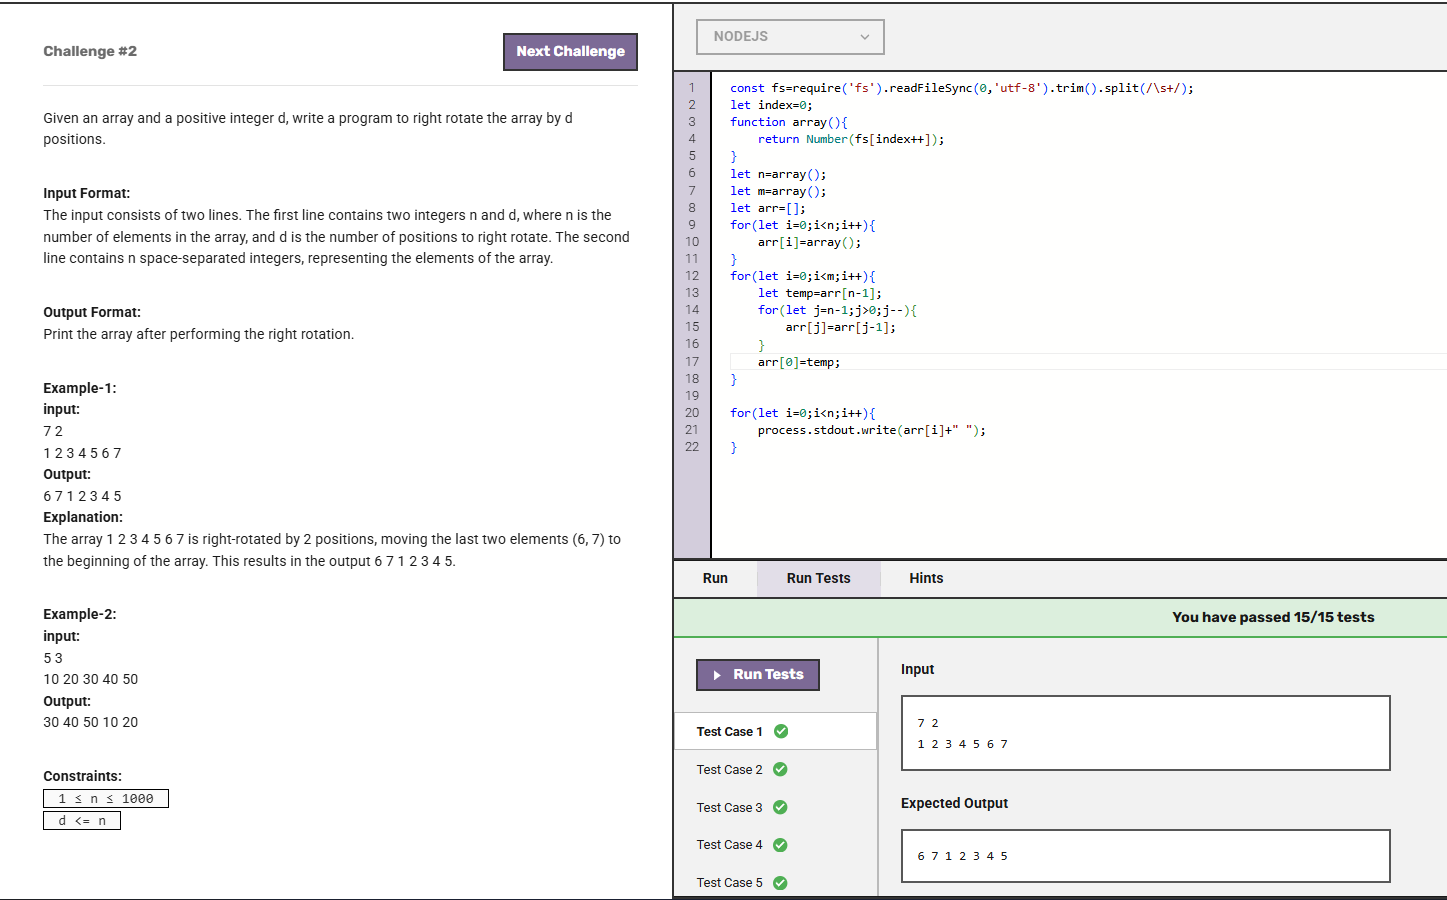 Challenge #2
Next Challenge
Given an array and a positive integer d, write a program to right rotate the array by d
positions.
Input Format:
The input consists of two lines. The first line contains two integers n and d, where n is the
number of elements in the array, and d is the number of positions to right rotate. The second
line contains n space-separated integers, representing the elements of the array.
Output Format:
Print the array after performing the right rotation.
Example-1:
input:
7 2
1 2 3 4 5 6 7
Output:
6 7 1 2 3 4 5
Explanation:
The array 1 2 3 4 5 6 7 is right-rotated by 2 positions, moving the last two elements (6, 7) to
the beginning of the array. This results in the output 6 7 1 2 3 4 5.
Example-2:
input:
5 3
10 20 30 40 50
Output:
30 40 50 10 20
Constraints:
1 ≤ n ≤ 1000
d <= n
NODEJS
1 const fs=require('fs').readFileSync(0,'utf-8').trim().split(/\s+/);
2 let index=0;
3 function array(){
4     return Number(fs[index++]);
5 }
6 let n=array();
7 let m=array();
8 let arr=[];
9 for(let i=0;i<n;i++){
10     arr[i]=array();
11 }
12 for(let i=0;i<m;i++){
13     let temp=arr[n-1];
14     for(let j=n-1;j>0;j--){
15         arr[j]=arr[j-1];
16     }
17     arr[0]=temp;
18 }
19
20 for(let i=0;i<n;i++){
21     process.stdout.write(arr[i]+" ");
22 }
Run
Run Tests
Hints
You have passed 15/15 tests
Run Tests
Test Case 1
Test Case 2
Test Case 3
Test Case 4
Test Case 5
Input
7 2
1 2 3 4 5 6 7
Expected Output
6 7 1 2 3 4 5